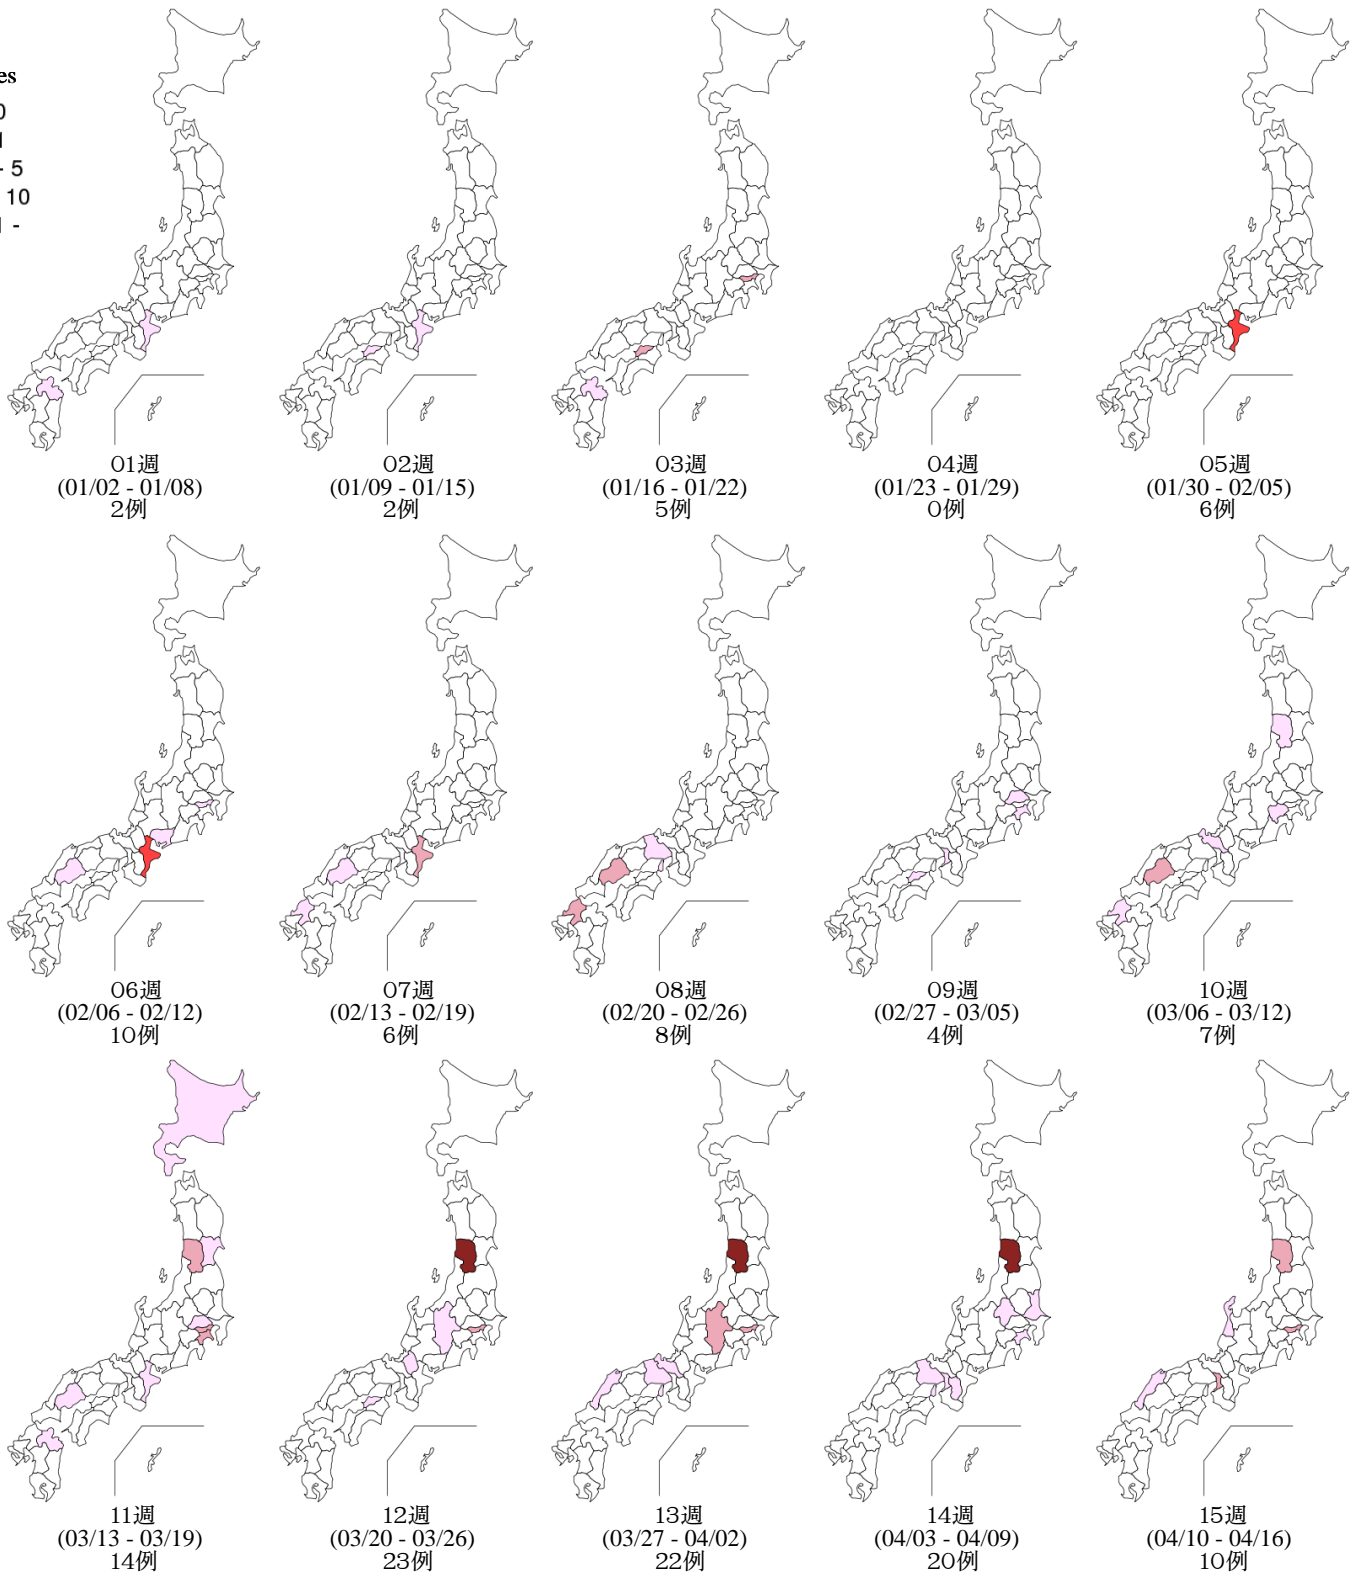 es
0
1
- 5
10
-
01週
(01/02 - 01/08)
2例
02週
(01/09 - 01/15)
2例
03週
(01/16 - 01/22)
5例
04週
(01/23 - 01/29)
0例
05週
(01/30 - 02/05)
6例
06週
(02/06 - 02/12)
10例
07週
(02/13 - 02/19)
6例
08週
(02/20 - 02/26)
8例
09週
(02/27 - 03/05)
4例
10週
(03/06 - 03/12)
7例
11週
(03/13 - 03/19)
14例
12週
(03/20 - 03/26)
23例
13週
(03/27 - 04/02)
22例
14週
(04/03 - 04/09)
20例
15週
(04/10 - 04/16)
10例